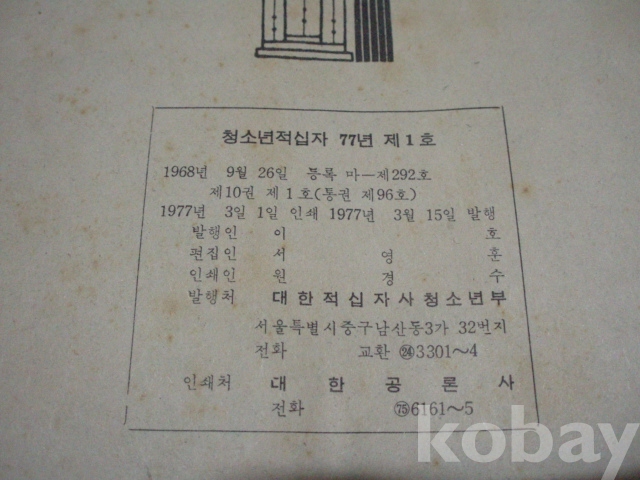 청소년적십자 77년 제1호
1968년 9월 26일 등록 마—제292호
제10권 제1호(통권 제96호)
1977년 3일 1일 인쇄 1977년 3월 15일 발행
발행인 이 호
편집인 서 영 훈
인쇄인 원 경 수
발행처 대한적십자사청소년부
서울특별시중구남산동3가 32번지
전화 교환 ㉔3301~4
인쇄처 대한공론사
전화 (75)6161~5
kobay